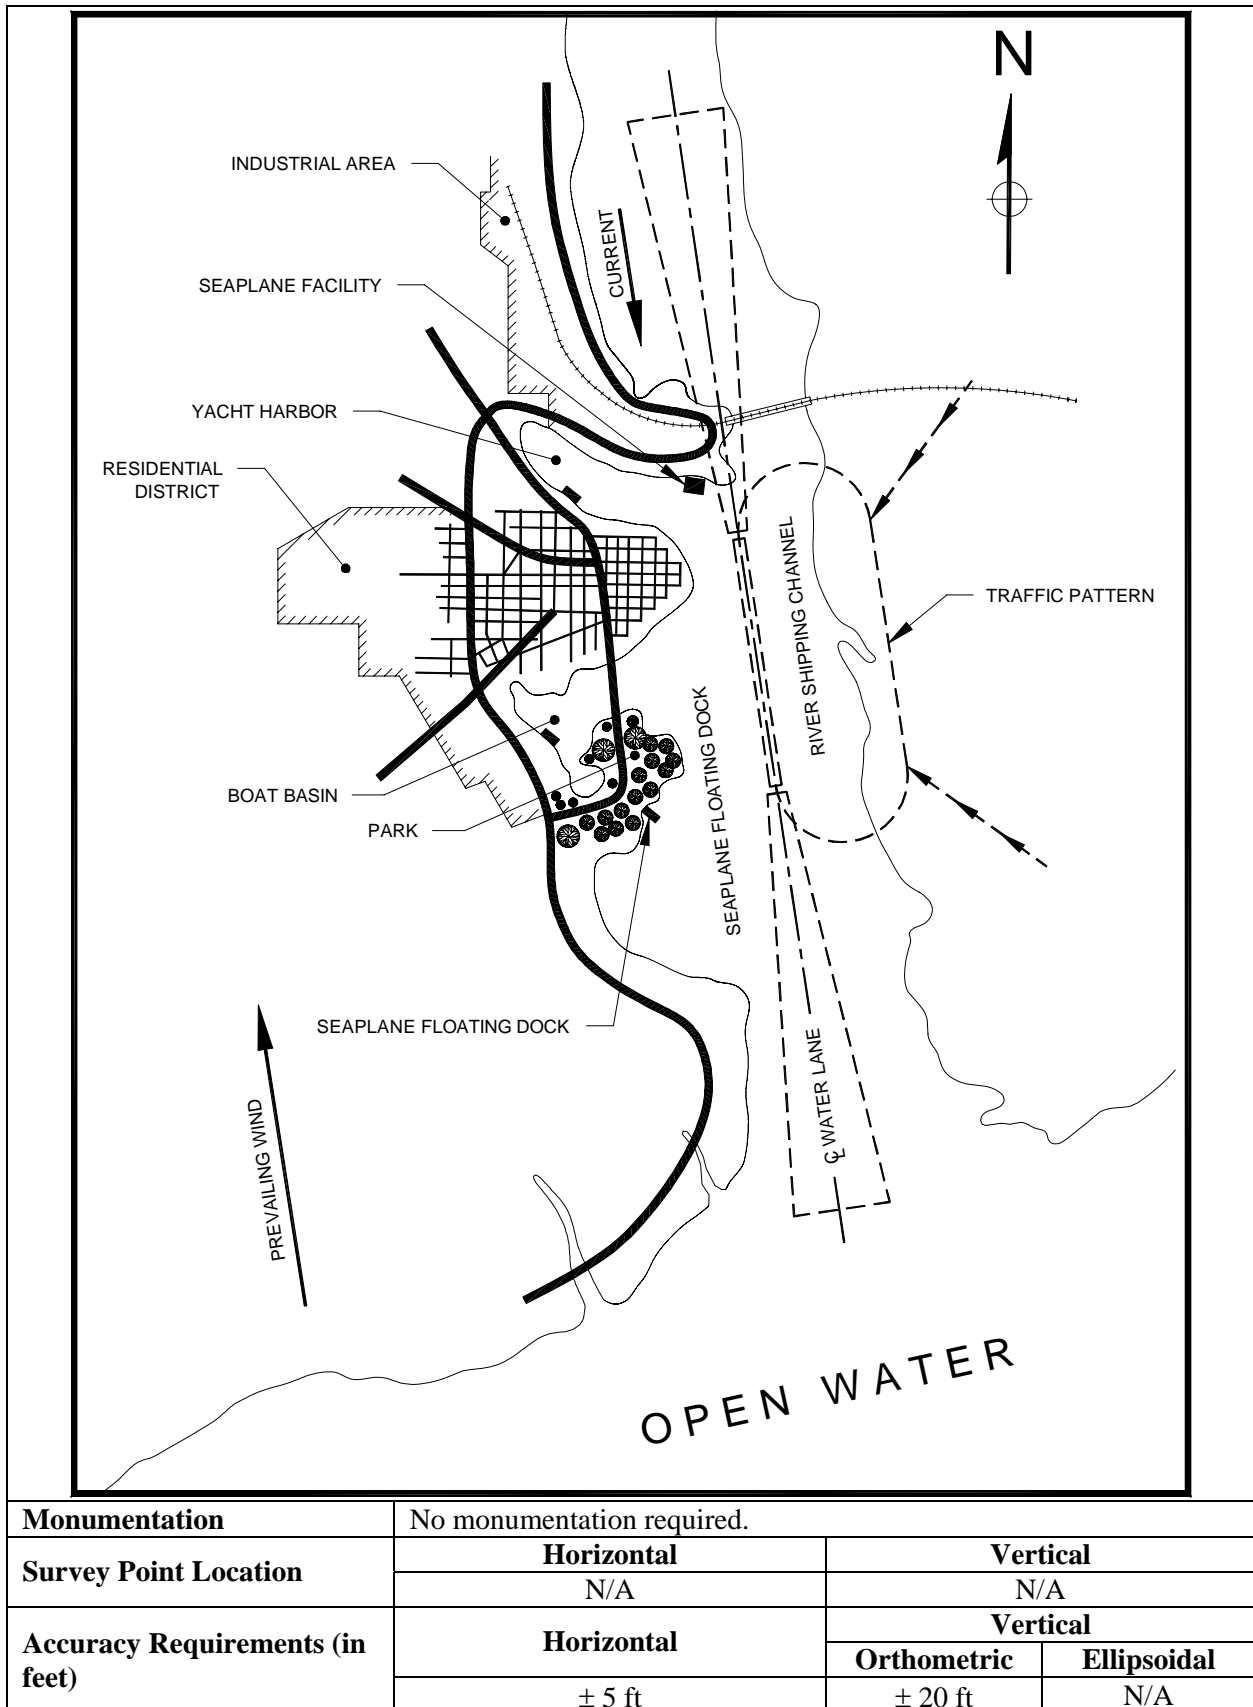 N
INDUSTRIAL AREA
CURRENT
SEAPLANE FACILITY
YACHT HARBOR
RESIDENTIAL
DISTRICT
RIVER SHIPPING CHANNEL
TRAFFIC PATTERN
SEAPLANE FLOATING DOCK
BOAT BASIN
PARK
SEAPLANE FLOATING DOCK
℄ WATER LANE
PREVAILING WIND
OPEN WATER
Monumentation
No monumentation required.
Survey Point Location
Horizontal
Vertical
N/A
N/A
Accuracy Requirements (in
feet)
Horizontal
Vertical
Orthometric
Ellipsoidal
± 5 ft
± 20 ft
N/A